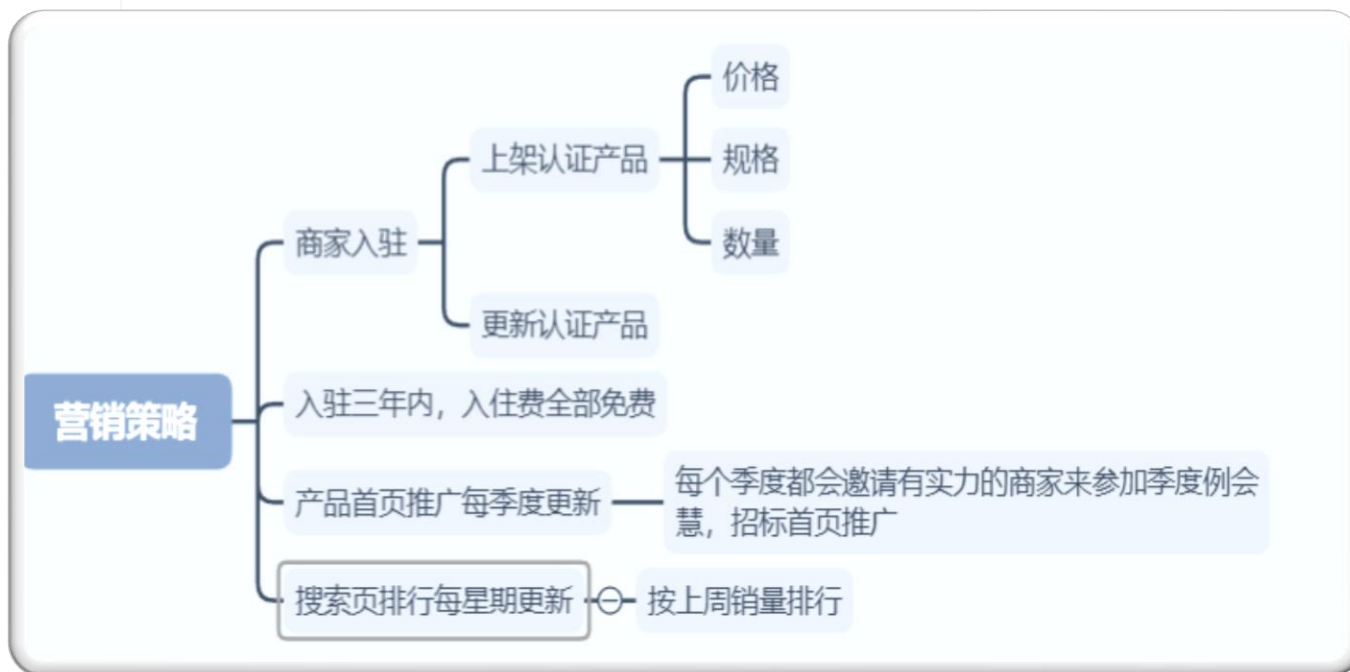 价格
上架认证产品
规格
商家入驻
数量
更新认证产品
营销策略
入驻三年内，入住费全部免费
产品首页推广每季度更新
每个季度都会邀请有实力的商家来参加季度例会
慧，招标首页推广
搜索页排行每星期更新
按上周销量排行